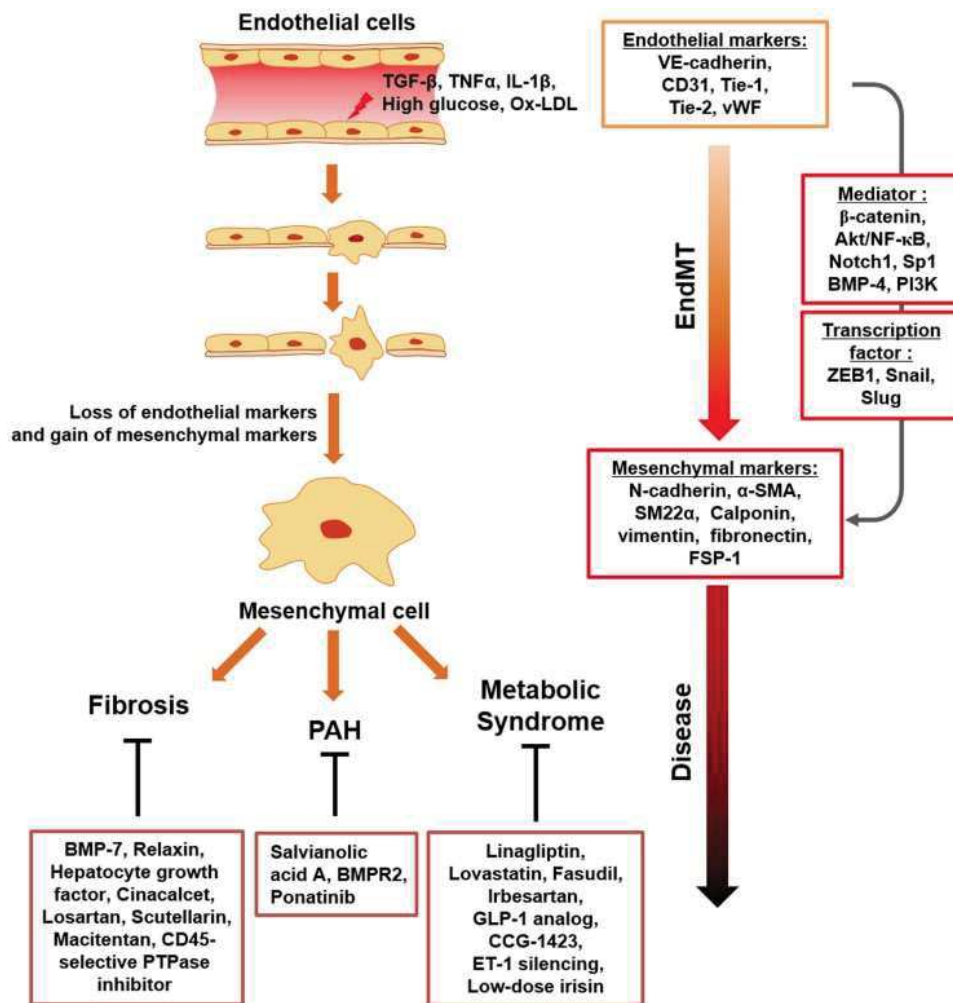 Endothelial cells
TGF-β, TNFα, IL-1β,
High glucose, Ox-LDL
Loss of endothelial markers
and gain of mesenchymal markers
Mesenchymal cell
Fibrosis
PAH
Metabolic
Syndrome
BMP-7, Relaxin,
Hepatocyte growth
factor, Cinacalcet,
Losartan, Scutellarin,
Macitentan, CD45-
selective PTPase
inhibitor
Salvianolic
acid A, BMPR2,
Ponatinib
Linagliptin,
Lovastatin, Fasudil,
Irbesartan,
GLP-1 analog,
CCG-1423,
ET-1 silencing,
Low-dose irisin
Endothelial markers:
VE-cadherin,
CD31, Tie-1,
Tie-2, vWF
EndMT
Mediator :
β-catenin,
Akt/NF-κB,
Notch1, Sp1
BMP-4, PI3K
Transcription
factor :
ZEB1, Snail,
Slug
Mesenchymal markers:
N-cadherin, α-SMA,
SM22α, Calponin,
vimentin, fibronectin,
FSP-1
Disease